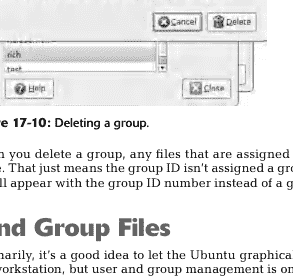 Cancel Delete
rich
test
Help Close
re 17-10: Deleting a group.
n you delete a group, any files that are assigned
e. That just means the group ID isn't assigned a gro
ll appear with the group ID number instead of a g
nd Group Files
narily, it's a good idea to let the Ubuntu graphical
workstation, but user and group management is on